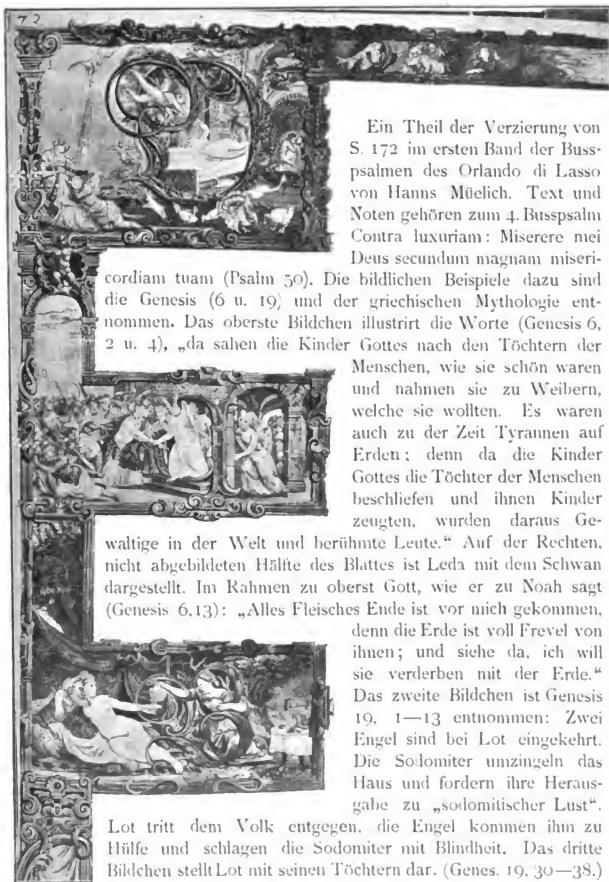 72
Ein Theil der Verzierung von
S. 172 im ersten Band der Buss-
psalmen des Orlando di Lasso
von Hanns Müelich. Text und
Noten gehören zum 4. Busspsalm
Contra luxuriam: Miserere mei
Deus secundum magnam miseri-
cordiam tuam (Psalm 50). Die bildlichen Beispiele dazu sind
die Genesis (6 u. 19) und der griechischen Mythologie ent-
nommen. Das oberste Bildchen illustrirt die Worte (Genesis 6,
2 u. 4), „da sahen die Kinder Gottes nach den Töchtern der
Menschen, wie sie schön waren
und nahmen sie zu Weibern,
welche sie wollten. Es waren
auch zu der Zeit Tyrannen auf
Erden; denn da die Kinder
Gottes die Töchter der Menschen
beschliefen und ihnen Kinder
zeugten, wurden daraus Ge-
waltige in der Welt und berühmte Leute.“ Auf der Rechten,
nicht abgebildeten Hälfte des Blattes ist Leda mit dem Schwan
dargestellt. Im Rahmen zu oberst Gott, wie er zu Noah sagt
(Genesis 6,13): „Alles Fleisches Ende ist vor mich gekommen,
denn die Erde ist voll Frevel von
ihnen; und siehe da, ich will
sie verderben mit der Erde.“
Das zweite Bildchen ist Genesis
19, 1—13 entnommen: Zwei
Engel sind bei Lot eingekehrt.
Die Sodomiter umzingeln das
Haus und fordern ihre Heraus-
gabe zu „sodomitischer Lust“.
Lot tritt dem Volk entgegen, die Engel kommen ihm zu
Hülfe und schlagen die Sodomiter mit Blindheit. Das dritte
Bildchen stellt Lot mit seinen Töchtern dar. (Genes. 19, 30—38.)